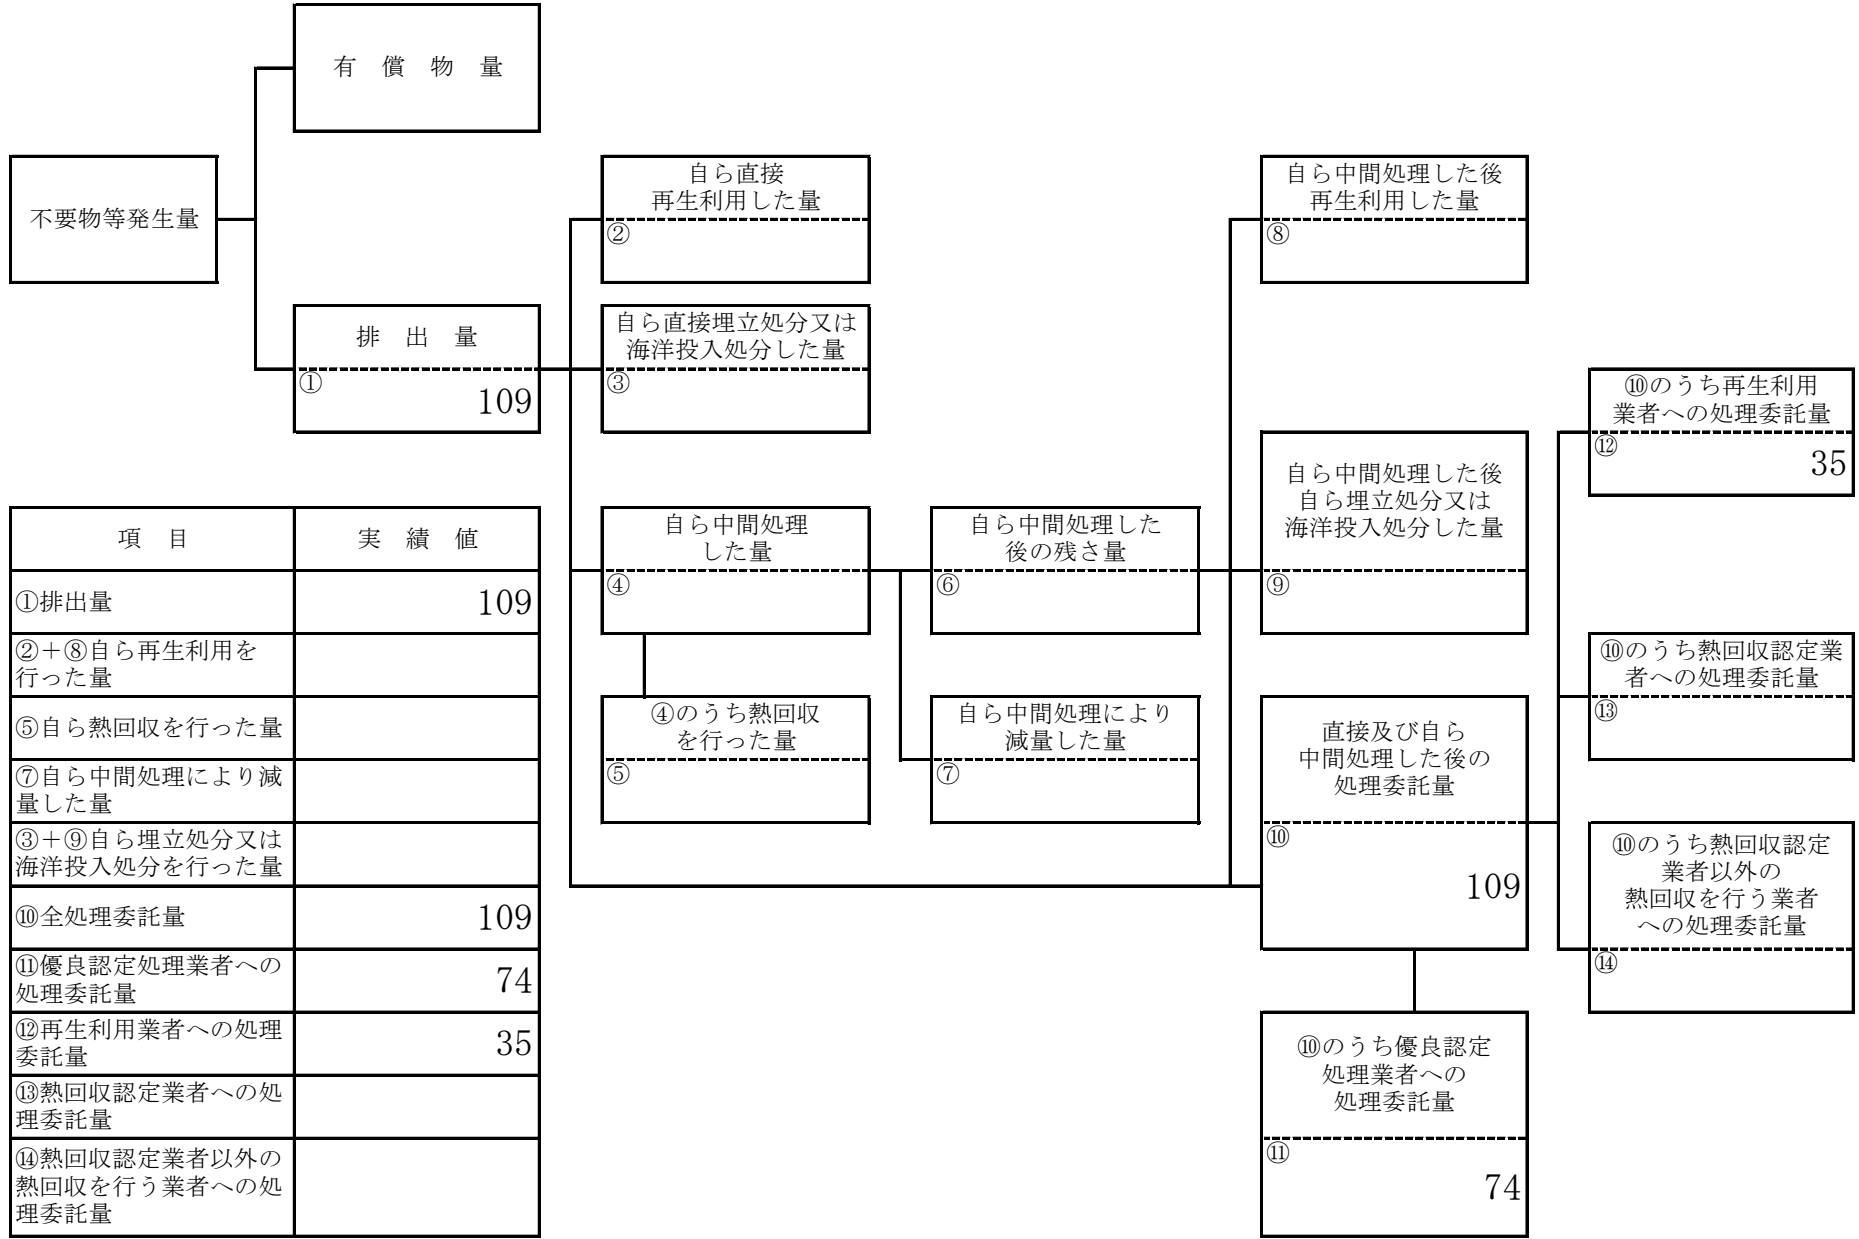 有　償　物　量
不要物等発生量
排　出　量
①
109
自ら直接
再生利用した量
②
自ら直接埋立処分又は
海洋投入処分した量
③
自ら中間処理
した量
④
④のうち熱回収
を行った量
⑤
自ら中間処理した
後の残さ量
⑥
自ら中間処理により
減量した量
⑦
自ら中間処理した後
再生利用した量
⑧
自ら中間処理した後
自ら埋立処分又は
海洋投入処分した量
⑨
直接及び自ら
中間処理した後の
処理委託量
⑩
109
⑩のうち優良認定
処理業者への
処理委託量
⑪
74
⑩のうち再生利用
業者への処理委託量
⑫
35
⑩のうち熱回収認定業
者への処理委託量
⑬
⑩のうち熱回収認定
業者以外の
熱回収を行う業者
への処理委託量
⑭
項　目　実　績　値
①排出量 109
②＋⑧自ら再生利用を
行った量
⑤自ら熱回収を行った量
⑦自ら中間処理により減
量した量
③＋⑨自ら埋立処分又は
海洋投入処分を行った量
⑩全処理委託量 109
⑪優良認定処理業者への
処理委託量 74
⑫再生利用業者への処理
委託量 35
⑬熱回収認定業者への処
理委託量
⑭熱回収認定業者以外の
熱回収を行う業者への処
理委託量